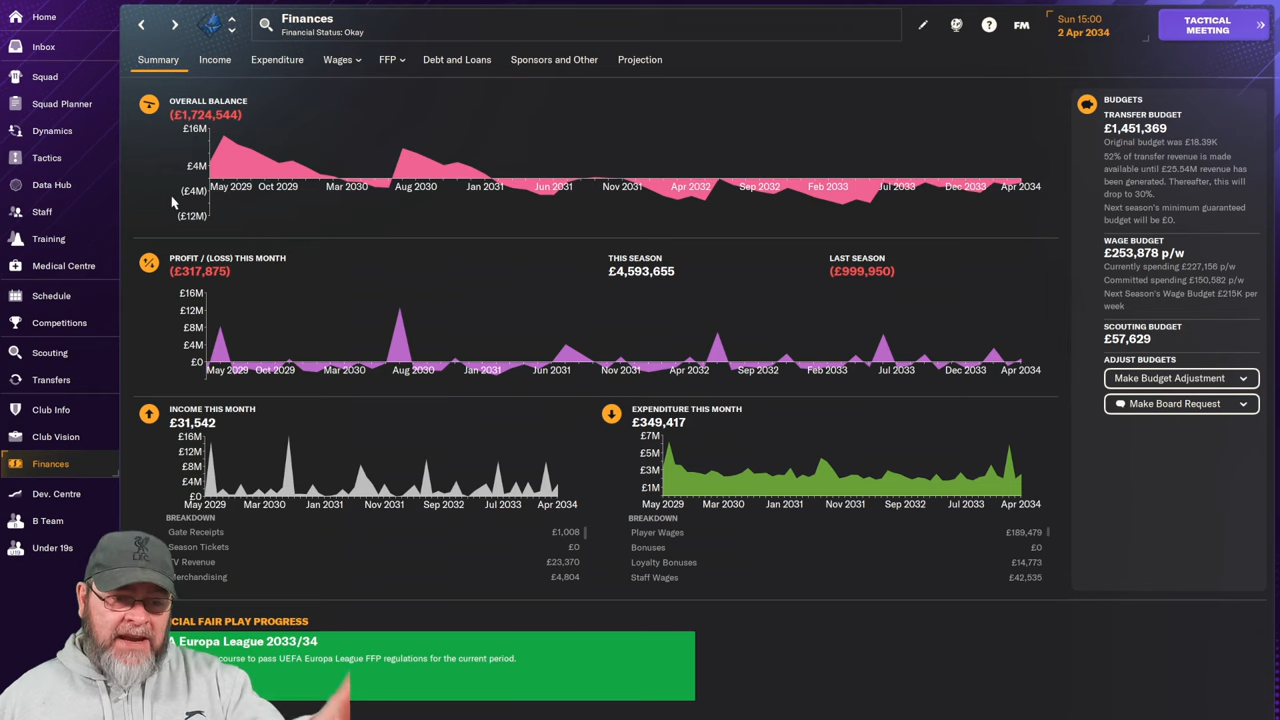 Home
Inbox
Squad
Squad Planner
Dynamics
Tactics
Data Hub
Staff
Training
Medical Centre
Schedule
Competitions
Scouting
Transfers
Club Info
Club Vision
Finances
Dev. Centre
B Team
Under 19s
Finances
Financial Status: Okay
FM
Sun 15:00
2 Apr 2034
TACTICAL
MEETING
Summary Income Expenditure Wages FFP Debt and Loans Sponsors and Other Projection
OVERALL BALANCE
(£1,724,544)
£16M
£4M
(£4M)
(£12M)
May 2029 Oct 2029 Mar 2030 Aug 2030 Jan 2031 Jun 2031 Nov 2031 Apr 2032 Sep 2032 Feb 2033 Jul 2033 Dec 2033 Apr 2034
PROFIT / (LOSS) THIS MONTH
(£317,875)
THIS SEASON
£4,593,655
LAST SEASON
(£999,950)
£16M
£12M
£8M
£4M
£0
May 2029 Oct 2029 Mar 2030 Aug 2030 Jan 2031 Jun 2031 Nov 2031 Apr 2032 Sep 2032 Feb 2033 Jul 2033 Dec 2033 Apr 2034
INCOME THIS MONTH
£31,542
£16M
£12M
£8M
£4M
£0
May 2029 Mar 2030 Jan 2031 Nov 2031 Sep 2032 Jul 2033 Apr 2034
BREAKDOWN
Gate Receipts £1,008
Season Tickets £0
TV Revenue £23,370
Merchandising £4,804
EXPENDITURE THIS MONTH
£349,417
£7M
£5M
£3M
£1M
May 2029 Mar 2030 Jan 2031 Nov 2031 Sep 2032 Jul 2033 Apr 2034
BREAKDOWN
Player Wages £189,479
Bonuses £0
Loyalty Bonuses £14,773
Staff Wages £42,535
CIAL FAIR PLAY PROGRESS
A Europa League 2033/34
course to pass UEFA Europa League FFP regulations for the current period.
BUDGETS
TRANSFER BUDGET
£1,451,369
Original budget was £18.39K
52% of transfer revenue is made
available until £25.54M revenue has
been generated. Thereafter, this will
drop to 30%.
Next season's minimum guaranteed
budget will be £0.
WAGE BUDGET
£253,878 p/w
Currently spending £227,156 p/w
Committed spending £150,582 p/w
Next Season's Wage Budget £215K per
week
SCOUTING BUDGET
£57,629
ADJUST BUDGETS
Make Budget Adjustment
Make Board Request